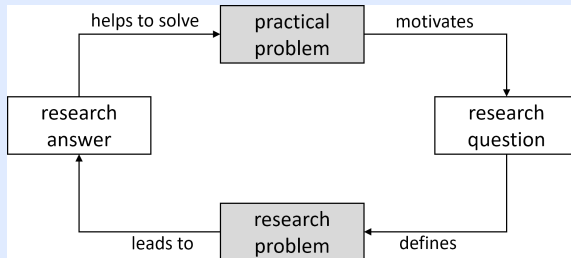 helps to solve
practical
problem
motivates
research
answer
research
question
leads to
research
problem
defines